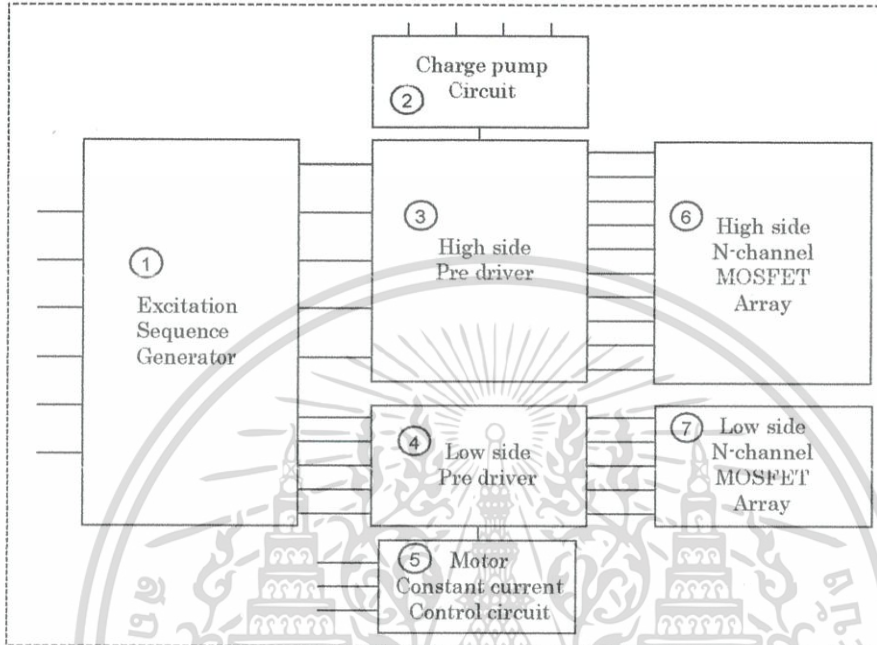 Charge pump
Circuit
2
1
Excitation
Sequence
Generator
3
High side
Pre driver
6
High side
N-channel
MOSFET
Array
4
Low side
Pre driver
7
Low side
N-channel
MOSFET
Array
5
Motor
Constant current
Control circuit